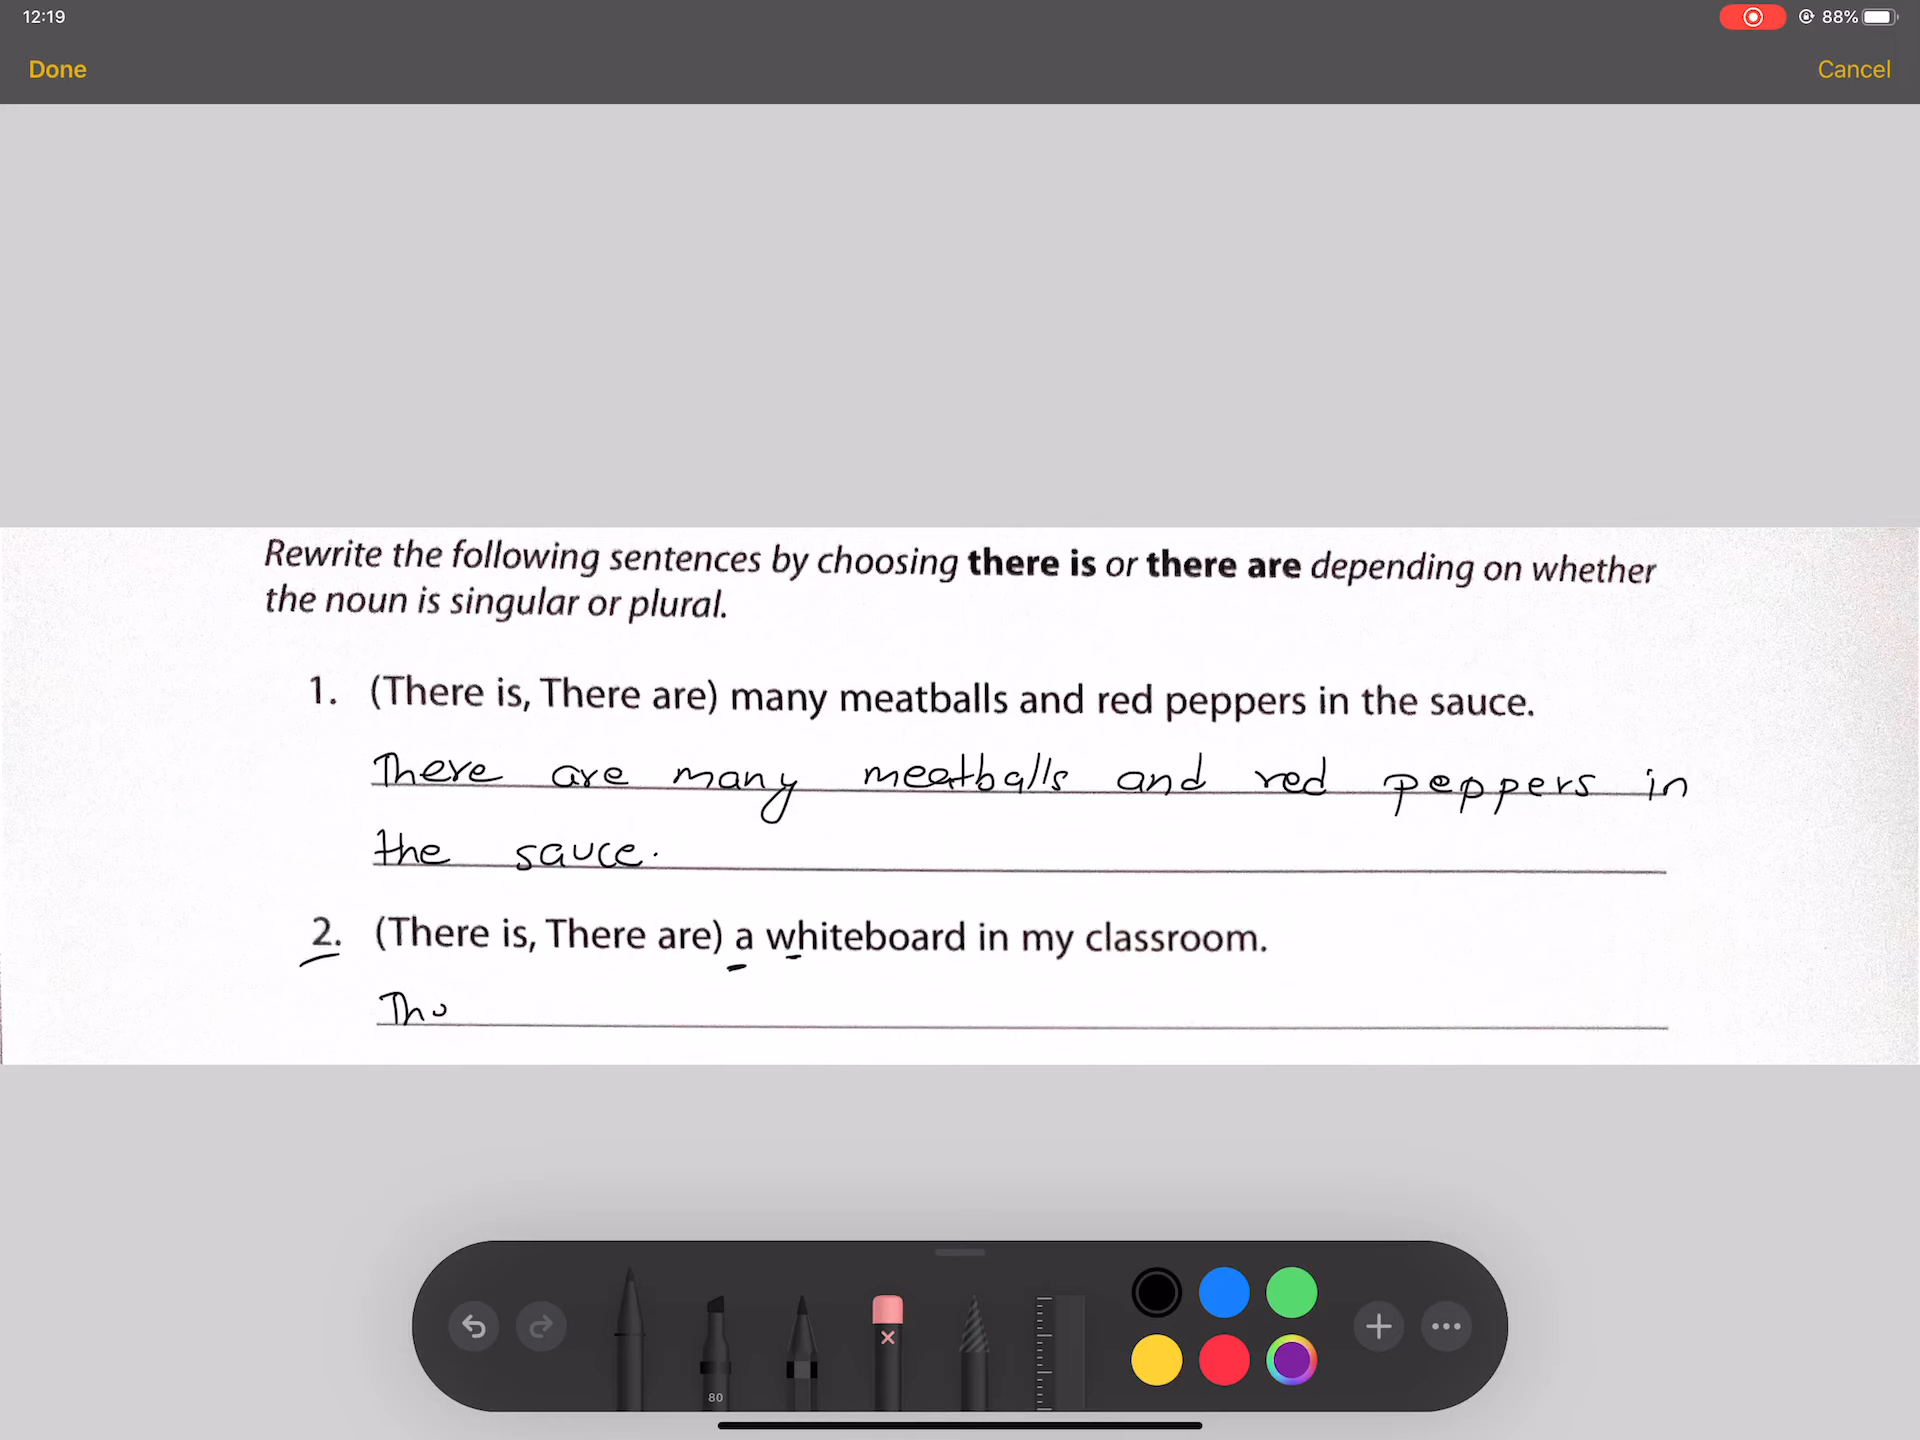 12:19
88%
Done
Cancel
Rewrite the following sentences by choosing there is or there are depending on whether
the noun is singular or plural.
1. (There is, There are) many meatballs and red peppers in the sauce.
There are many meatballs and red peppers in
the sauce.
2. (There is, There are) a whiteboard in my classroom.
Th
80